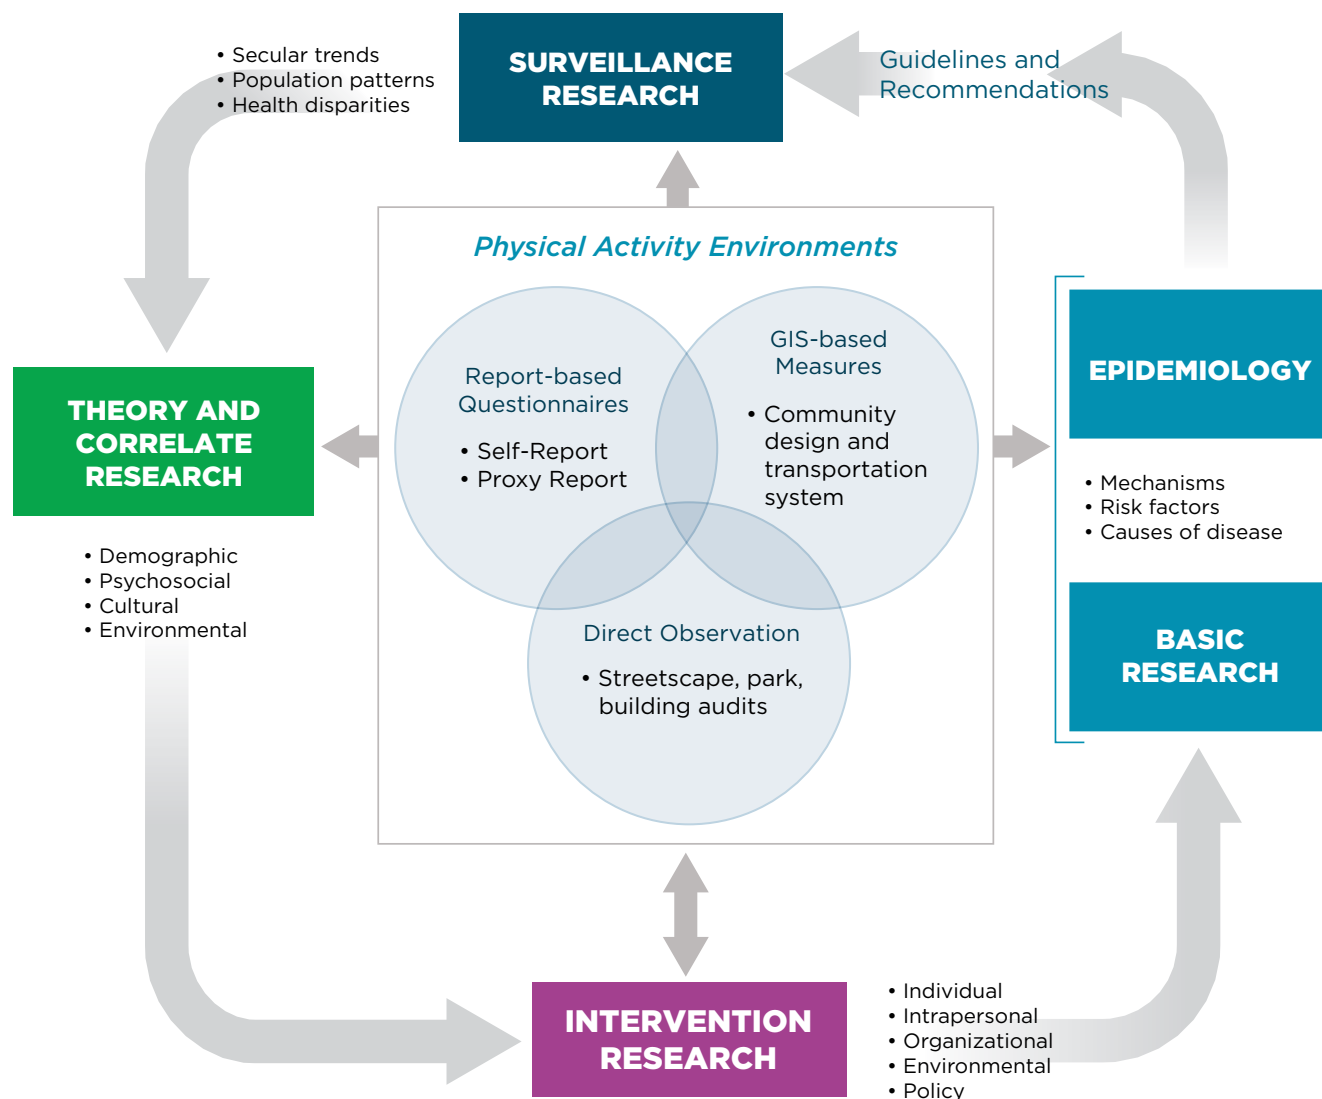 • Secular trends
• Population patterns
• Health disparities
SURVEILLANCE
RESEARCH
Guidelines and
Recommendations
Physical Activity Environments
Report-based
Questionnaires
• Self-Report
• Proxy Report
GIS-based
Measures
• Community
design and
transportation
system
Direct Observation
• Streetscape, park,
building audits
THEORY AND
CORRELATE
RESEARCH
• Demographic
• Psychosocial
• Cultural
• Environmental
EPIDEMIOLOGY
• Mechanisms
• Risk factors
• Causes of disease
BASIC
RESEARCH
INTERVENTION
RESEARCH
• Individual
• Intrapersonal
• Organizational
• Environmental
• Policy